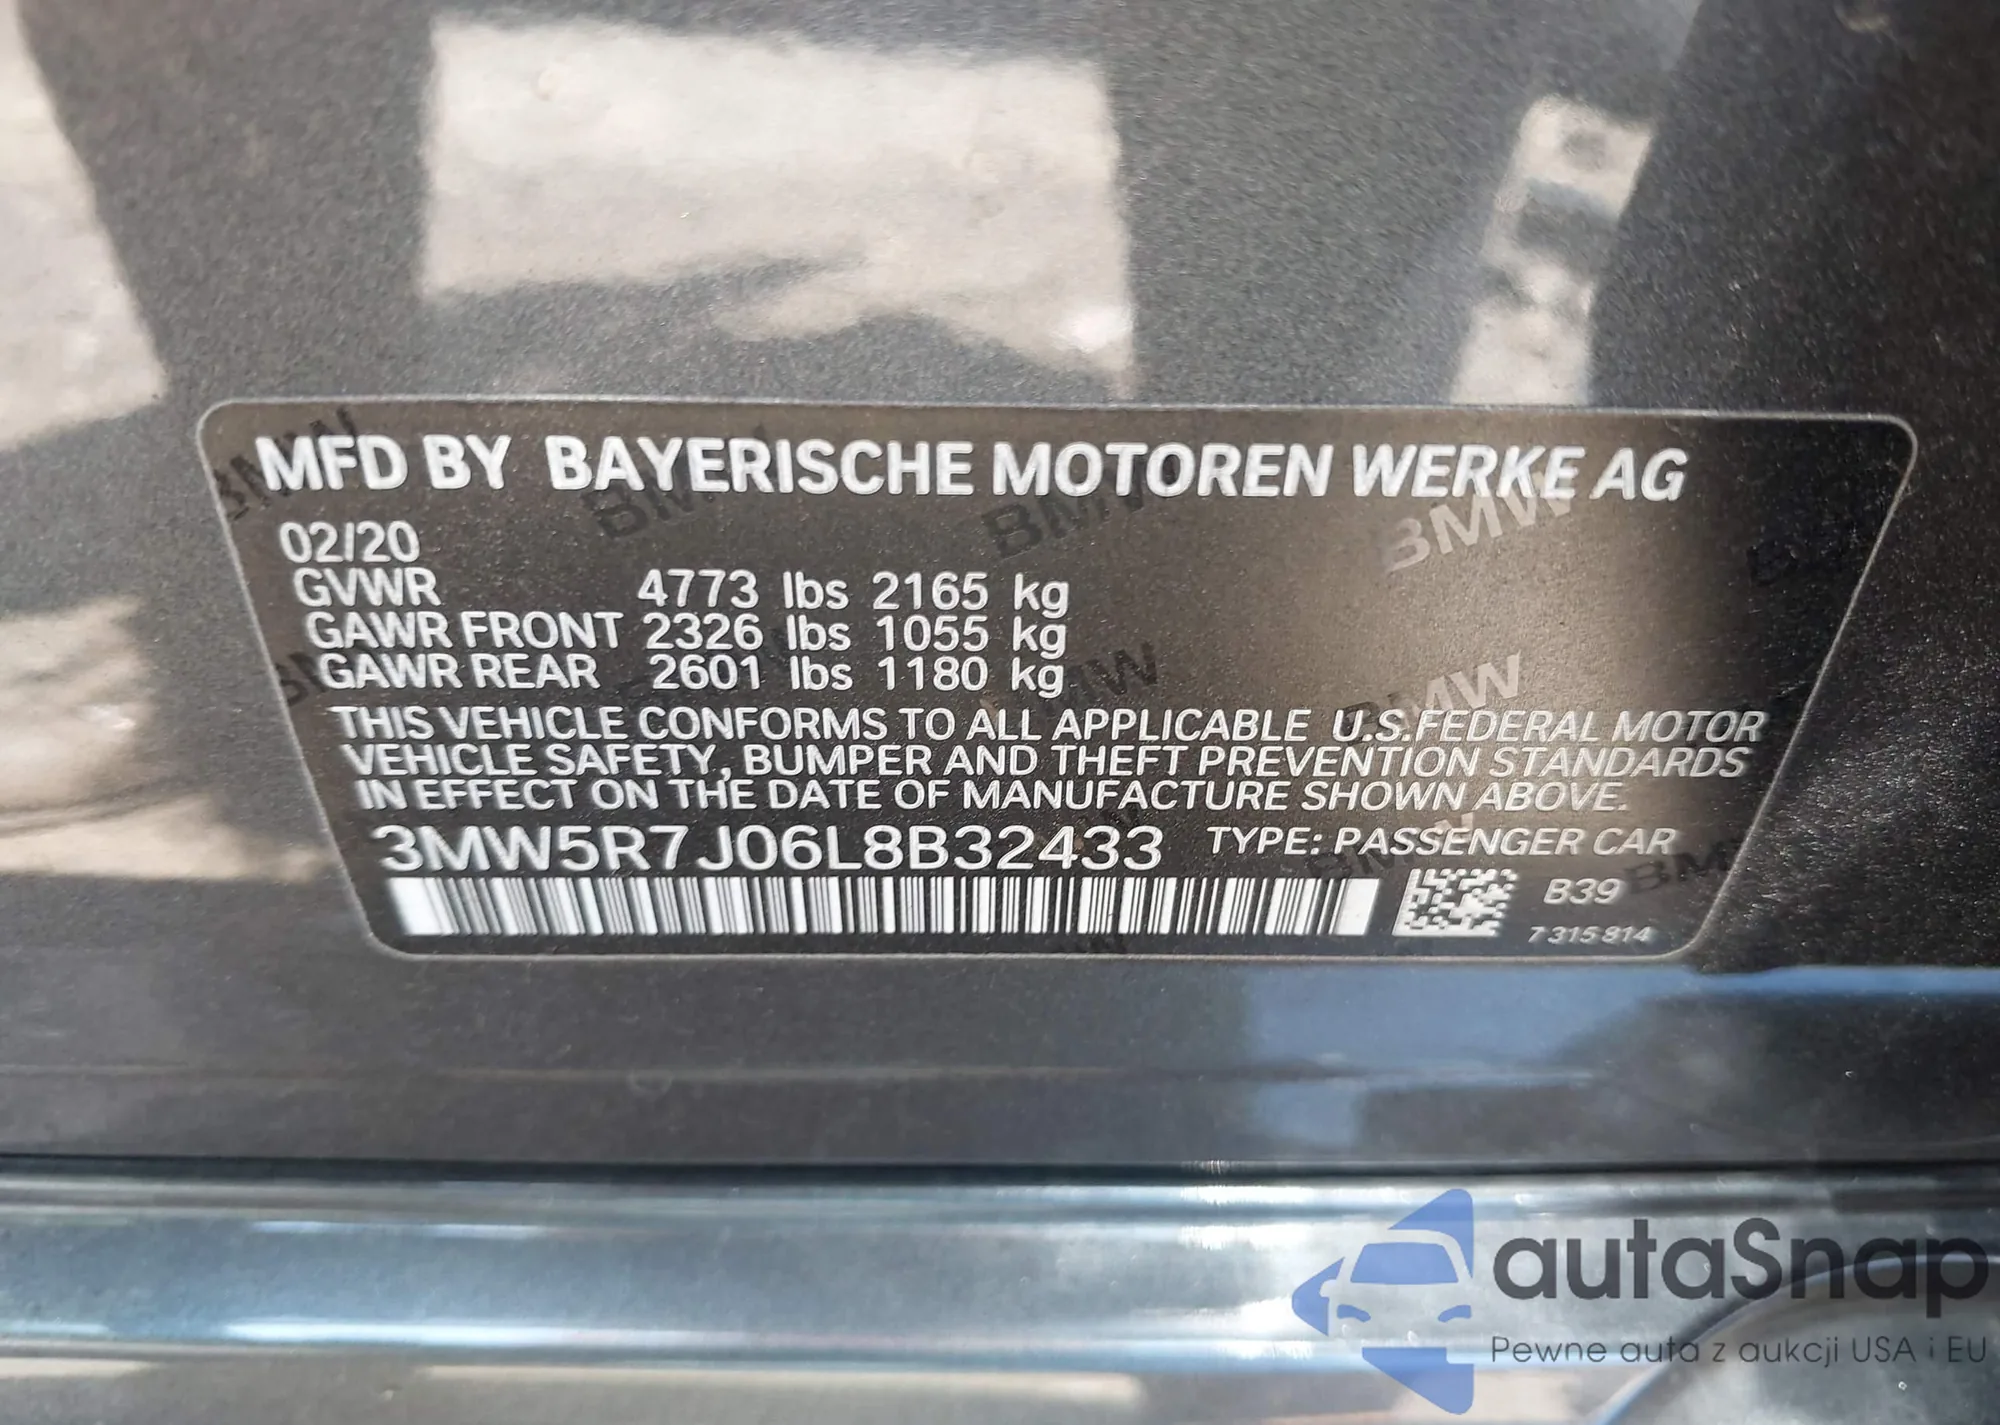 MFD BY BAYERISCHE MOTOREN WERKE AG
02/20
GVWR 4773 lbs 2165 kg
GAWR FRONT 2326 lbs 1055 kg
GAWR REAR 2601 lbs 1180 kg
THIS VEHICLE CONFORMS TO ALL APPLICABLE U.S.FEDERAL MOTOR
VEHICLE SAFETY, BUMPER AND THEFT PREVENTION STANDARDS
IN EFFECT ON THE DATE OF MANUFACTURE SHOWN ABOVE.
3MW5R7J06L8B32433 TYPE: PASSENGER CAR
B39
7 315 814
autaSnap
Pewne auta z aukcji USA i EU